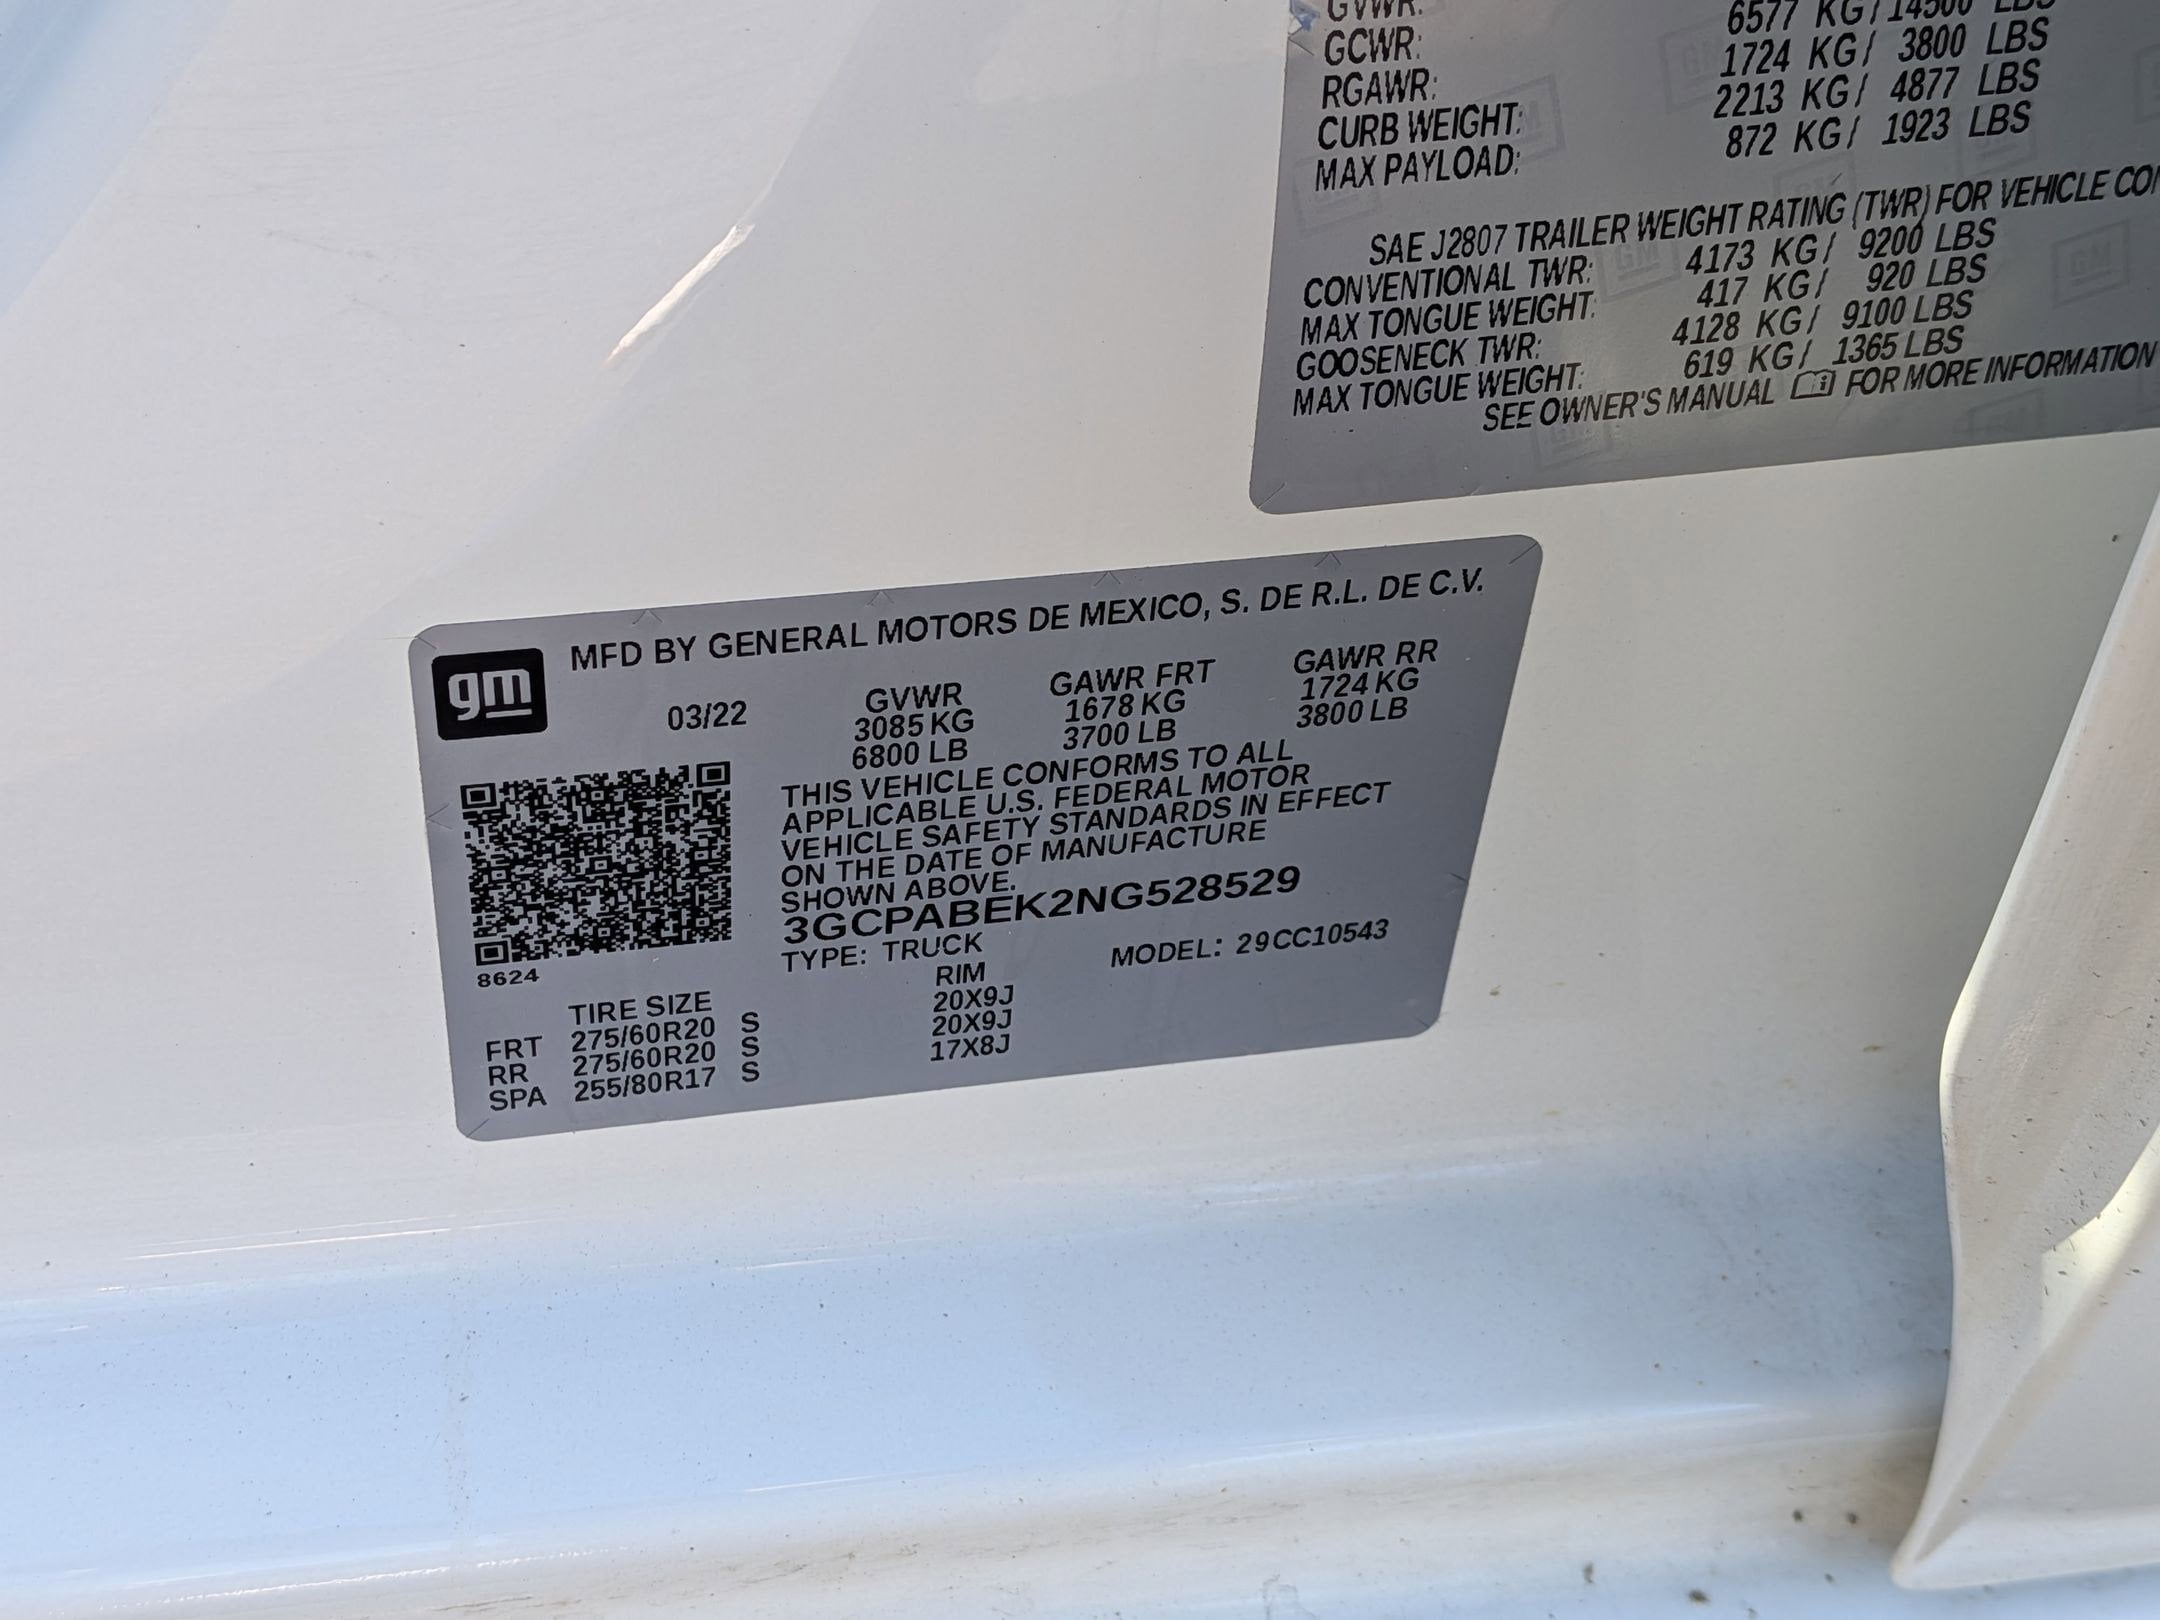 GVWR:
GCWR: 6577 KG/ 14500 LBS
RGAWR: 1724 KG/ 3800 LBS
CURB WEIGHT: 2213 KG/ 4877 LBS
MAX PAYLOAD: 872 KG/ 1923 LBS
SAE J2807 TRAILER WEIGHT RATING (TWR) FOR VEHICLE
CONVENTIONAL TWR: 4173 KG/ 9200 LBS
MAX TONGUE WEIGHT: 417 KG/ 920 LBS
GOOSENECK TWR: 4128 KG/ 9100 LBS
MAX TONGUE WEIGHT: 619 KG/ 1365 LBS
SEE OWNER'S MANUAL FOR MORE INFORMATION
gm
MFD BY GENERAL MOTORS DE MEXICO, S. DE R.L. DE C.V.
03/22 GVWR GAWR FRT GAWR RR
3085 KG 1678 KG 1724 KG
6800 LB 3700 LB 3800 LB
THIS VEHICLE CONFORMS TO ALL
APPLICABLE U.S. FEDERAL MOTOR
VEHICLE SAFETY STANDARDS IN EFFECT
ON THE DATE OF MANUFACTURE
SHOWN ABOVE.
3GCPABEK2NG528529
TYPE: TRUCK MODEL: 29CC10543
8624
TIRE SIZE RIM
FRT 275/60R20 S 20X9J
RR 275/60R20 S 20X9J
SPA 255/80R17 S 17X8J